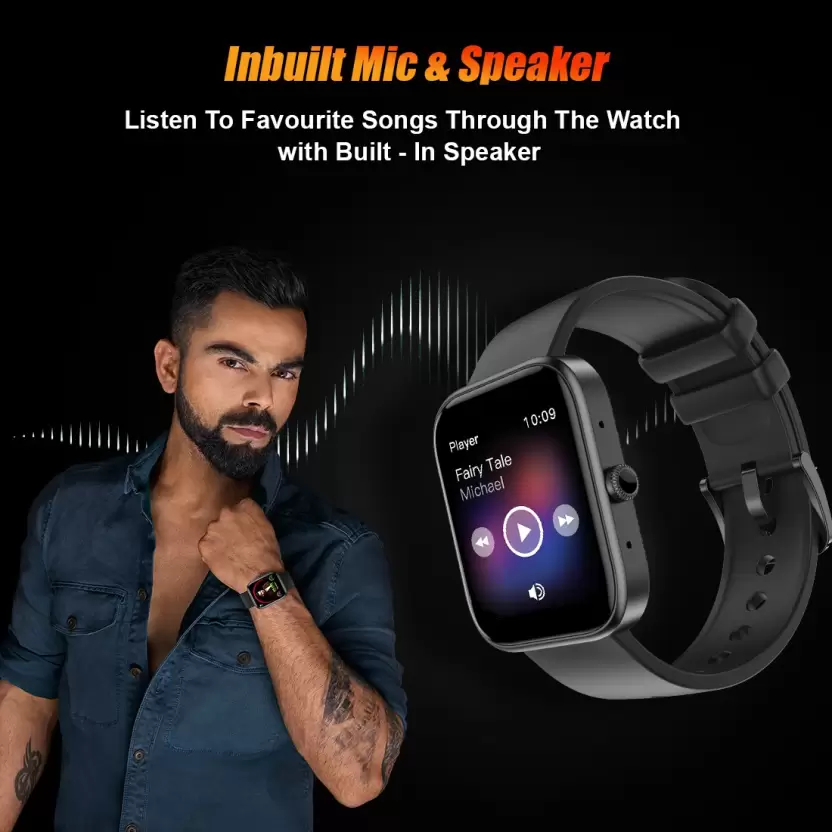 Inbuilt Mic & Speaker
Listen To Favourite Songs Through The Watch
with Built - In Speaker
10:09
Player
Fairy Tale
Michael